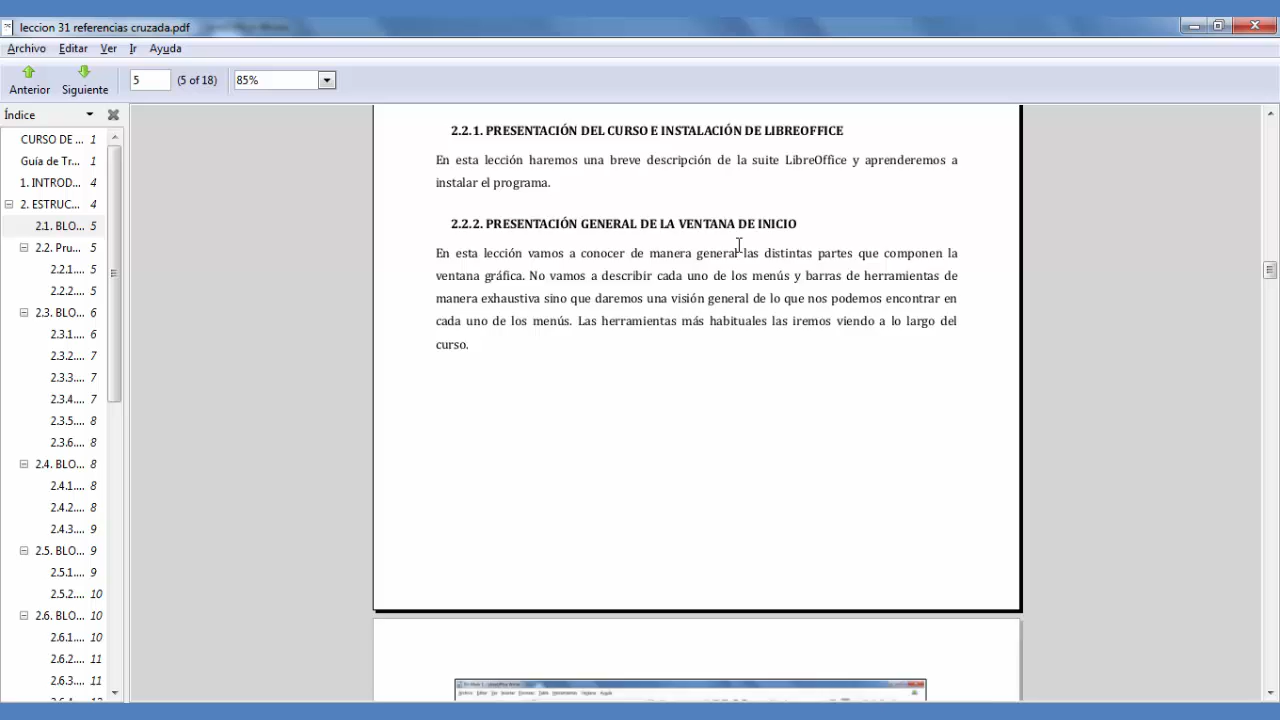 leccion 31 referencias cruzada.pdf
Archivo Editar Ver Ir Ayuda
Anterior Siguiente 5 (5 of 18) 85%
Índice
CURSO DE ... 1
Guía de Tr... 1
1. INTROD... 4
2. ESTRUC... 4
2.1. BLO... 5
2.2. Pru... 5
2.2.1.... 5
2.2.2.... 5
2.3. BLO... 6
2.3.1.... 6
2.3.2.... 7
2.3.3.... 7
2.3.4.... 7
2.3.5.... 8
2.3.6.... 8
2.4. BLO... 8
2.4.1.... 8
2.4.2.... 8
2.4.3.... 9
2.5. BLO... 9
2.5.1.... 9
2.5.2.... 10
2.6. BLO... 10
2.6.1.... 10
2.6.2.... 11
2.6.3.... 11
2.2.1. PRESENTACIÓN DEL CURSO E INSTALACIÓN DE LIBREOFFICE
En esta lección haremos una breve descripción de la suite LibreOffice y aprenderemos a
instalar el programa.
2.2.2. PRESENTACIÓN GENERAL DE LA VENTANA DE INICIO
En esta lección vamos a conocer de manera general las distintas partes que componen la
ventana gráfica. No vamos a describir cada uno de los menús y barras de herramientas de
manera exhaustiva sino que daremos una visión general de lo que nos podemos encontrar en
cada uno de los menús. Las herramientas más habituales las iremos viendo a lo largo del
curso.